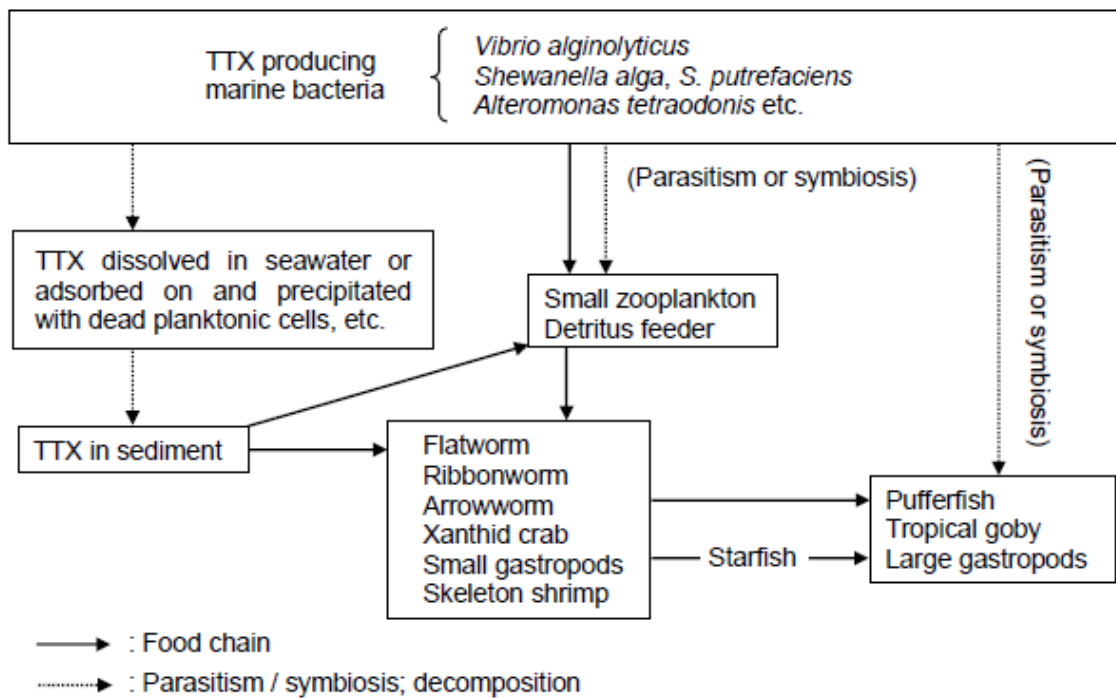 TTX producing
marine bacteria
Vibrio alginolyticus
Shewanella alga, S. putrefaciens
Alteromonas tetraodonis etc.
(Parasitism or symbiosis)
(Parasitism or symbiosis)
TTX dissolved in seawater or
adsorbed on and precipitated
with dead planktonic cells, etc.
Small zooplankton
Detritus feeder
TTX in sediment
Flatworm
Ribbonworm
Arrowworm
Xanthid crab
Small gastropods
Skeleton shrimp
Starfish
Pufferfish
Tropical goby
Large gastropods
: Food chain
: Parasitism / symbiosis; decomposition